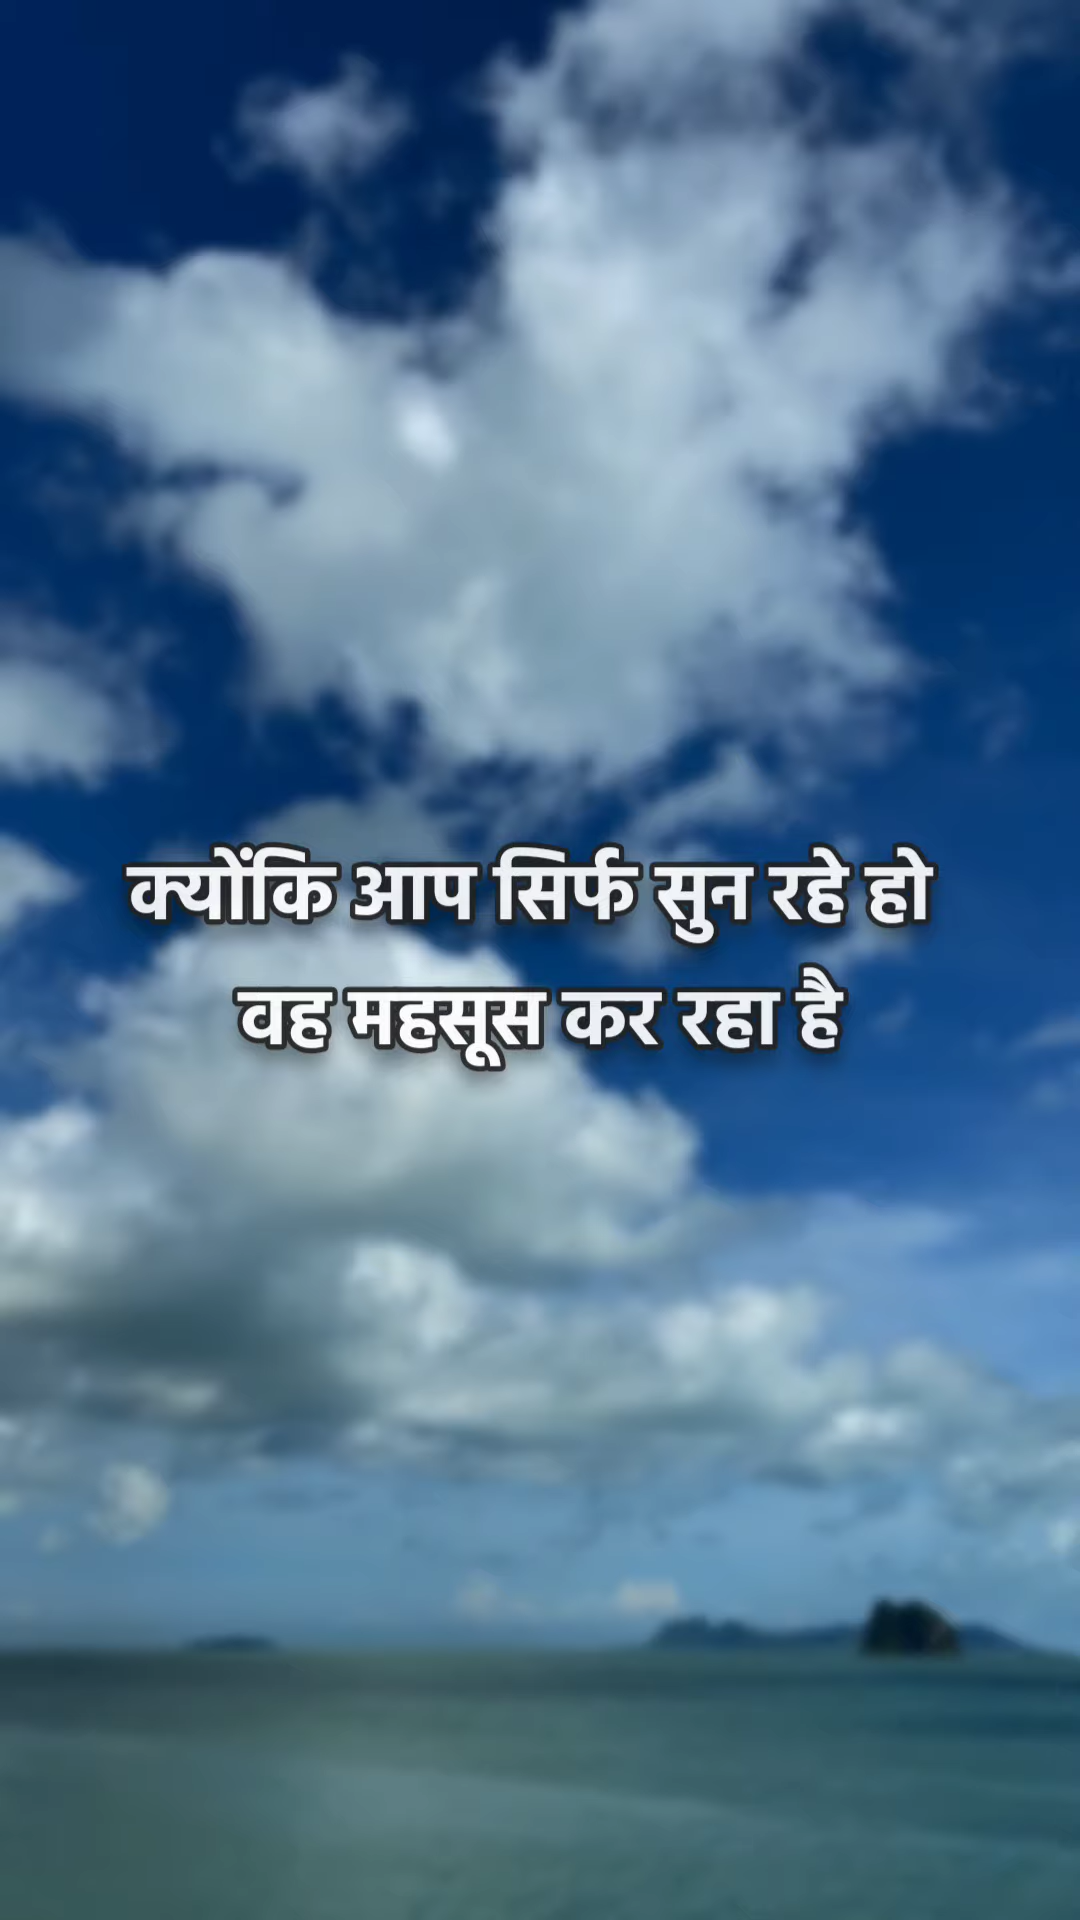 क्योंकि आप सिर्फ सुन रहे हो
वह महसूस कर रहा है